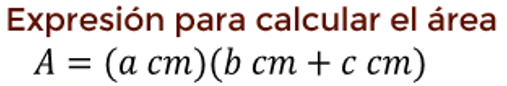 Expresión para calcular el área
A = (a cm)(b cm + c cm)